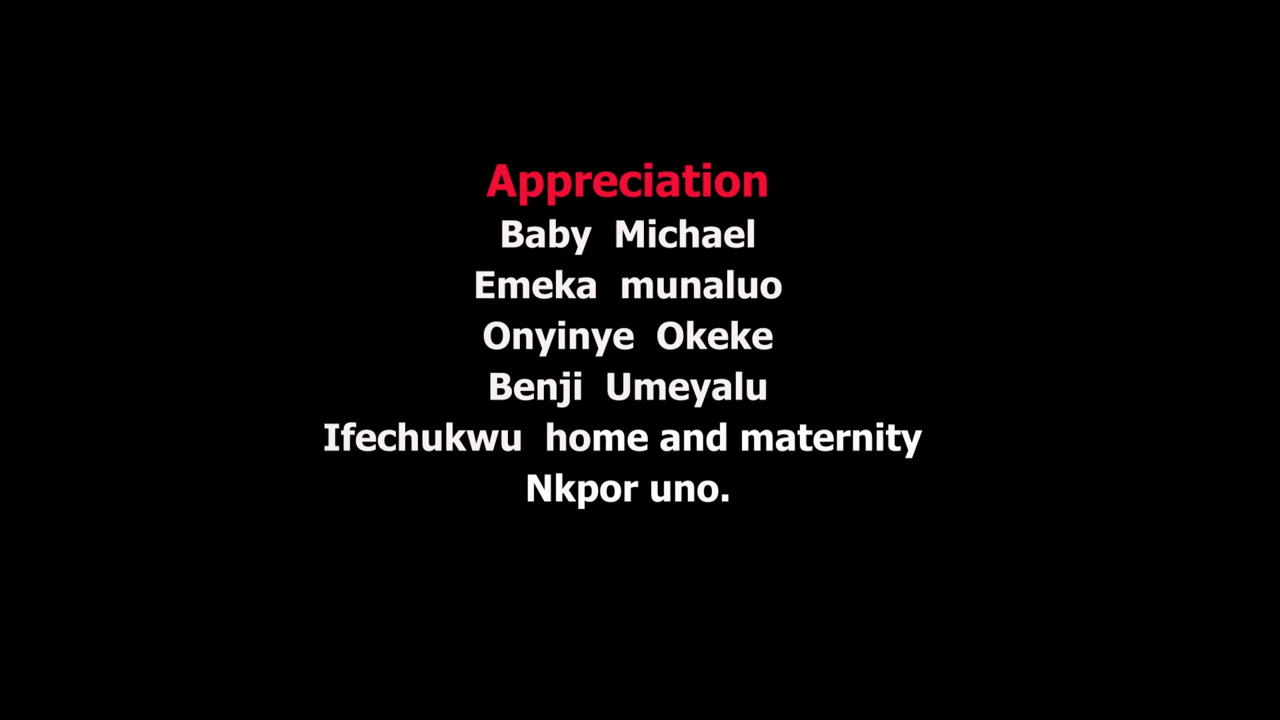 Appreciation
Baby Michael
Emeka munaluo
Onyinye Okeke
Benji Umeyalu
Ifechukwu home and maternity
Nkpor uno.